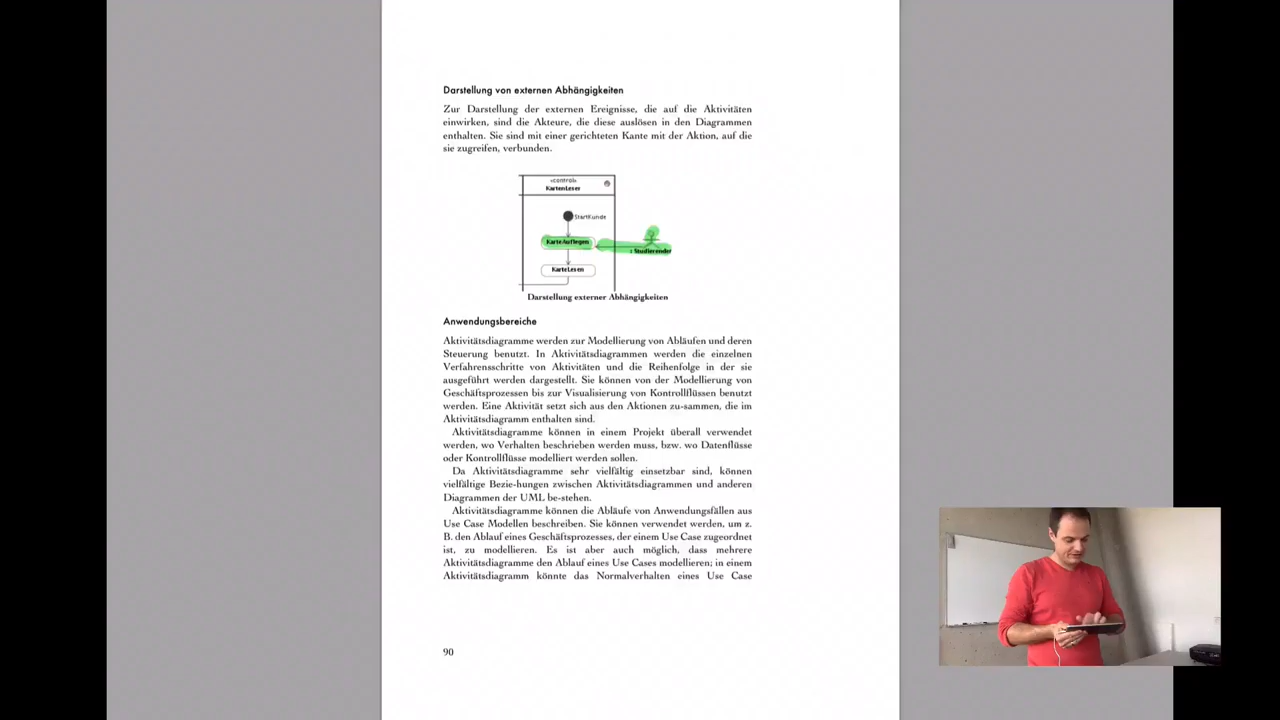 Darstellung von externen Abhängigkeiten
Zur Darstellung der externen Ereignisse, die auf die Aktivitäten
einwirken, sind die Akteure, die diese auslösen in den Diagrammen
enthalten. Sie sind mit einer gerichteten Kante mit der Aktion, auf die
sie zugreifen, verbunden.
«control»
KartenLeser
StartKunde
KarteAuflegen
: Studierender
KarteLesen
Darstellung externer Abhängigkeiten
Anwendungsbereiche
Aktivitätsdiagramme werden zur Modellierung von Abläufen und deren
Steuerung benutzt. In Aktivitätsdiagrammen werden die einzelnen
Verfahrensschritte von Aktivitäten und die Reihenfolge in der sie
ausgeführt werden dargestellt. Sie können von der Modellierung von
Geschäftsprozessen bis zur Visualisierung von Kontrollflüssen benutzt
werden. Eine Aktivität setzt sich aus den Aktionen zu-sammen, die im
Aktivitätsdiagramm enthalten sind.
Aktivitätsdiagramme können in einem Projekt überall verwendet
werden, wo Verhalten beschrieben werden muss, bzw. wo Datenflüsse
oder Kontrollflüsse modelliert werden sollen.
Da Aktivitätsdiagramme sehr vielfältig einsetzbar sind, können
vielfältige Bezie-hungen zwischen Aktivitätsdiagrammen und anderen
Diagrammen der UML be-stehen.
Aktivitätsdiagramme können die Abläufe von Anwendungsfällen aus
Use Case Modellen beschreiben. Sie können verwendet werden, um z.
B. den Ablauf eines Geschäftsprozesses, der einem Use Case zugeordnet
ist, zu modellieren. Es ist aber auch möglich, dass mehrere
Aktivitätsdiagramme den Ablauf eines Use Cases modellieren; in einem
Aktivitätsdiagramm könnte das Normalverhalten eines Use Case
90